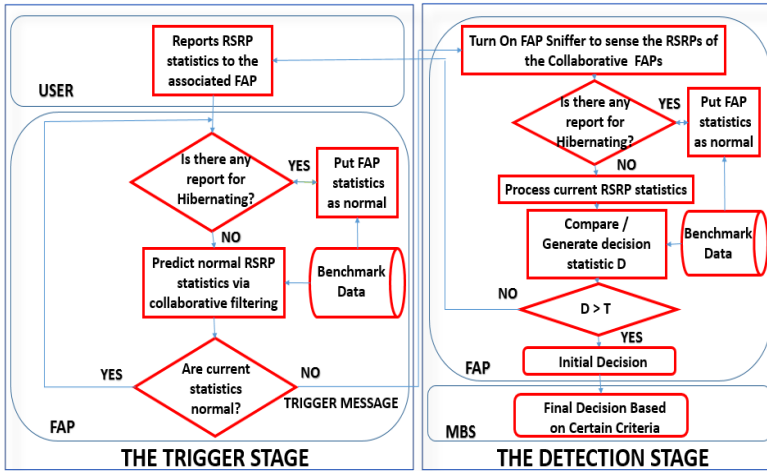 Reports RSRP
statistics to the
associated FAP
USER
Is there any
report for
Hibernating?
YES
Put FAP
statistics
as normal
NO
Predict normal RSRP
statistics via
collaborative filtering
Benchmark
Data
YES
Are current
statistics
normal?
NO
TRIGGER MESSAGE
FAP
THE TRIGGER STAGE
Turn On FAP Sniffer to sense the RSRPs of
the Collaborative FAPs
Is there any
report for
Hibernating?
YES
Put FAP
statistics
as normal
NO
Process current RSRP statistics
Compare /
Generate decision
statistic D
Benchmark
Data
NO
D > T
YES
Initial Decision
FAP
Final Decision Based
on Certain Criteria
MBS
THE DETECTION STAGE